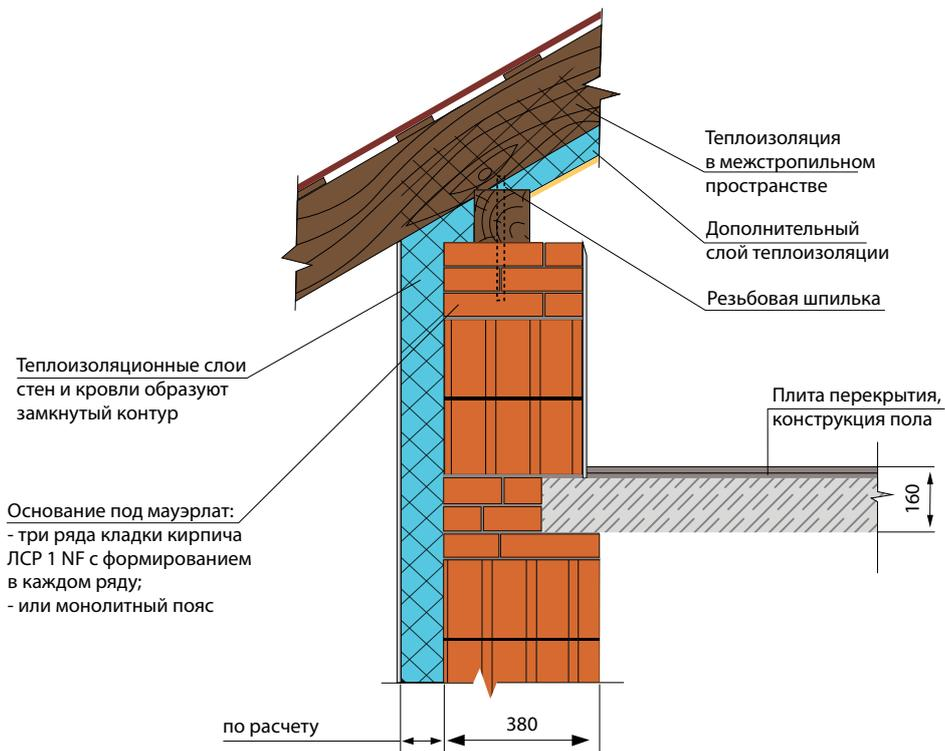 Теплоизоляция
в межстропильном
пространстве
Дополнительный
слой теплоизоляции
Резьбовая шпилька
Теплоизоляционные слои
стен и кровли образуют
замкнутый контур
Плита перекрытия,
конструкция пола
160
Основание под мауэрлат:
- три ряда кладки кирпича
ЛСР 1 NF с формированием
в каждом ряду;
- или монолитный пояс
по расчету
380